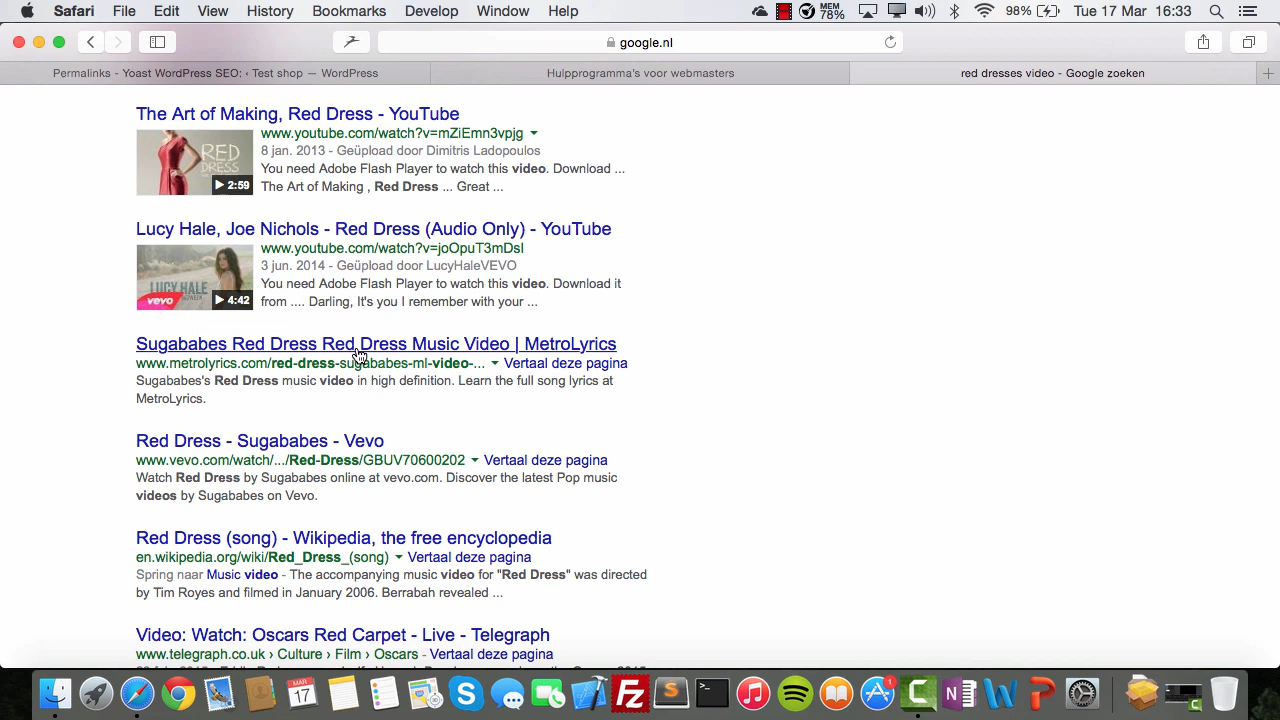 Safari File Edit View History Bookmarks Develop Window Help MEM 78% 98% Tue 17 Mar 16:33
google.nl
Permalinks - Yoast WordPress SEO: ‹ Test shop — WordPress Hulpprogramma's voor webmasters red dresses video - Google zoeken
The Art of Making, Red Dress - YouTube
www.youtube.com/watch?v=mZiEmn3vpjg
8 jan. 2013 - Geüpload door Dimitris Ladopoulos
You need Adobe Flash Player to watch this video. Download ...
The Art of Making , Red Dress ... Great ...
RED
DRESS
2:59
Lucy Hale, Joe Nichols - Red Dress (Audio Only) - YouTube
www.youtube.com/watch?v=joOpuT3mDsI
3 jun. 2014 - Geüpload door LucyHaleVEVO
You need Adobe Flash Player to watch this video. Download it
from .... Darling, It's you I remember with your ...
LUCY HALE
vevo
4:42
Sugababes Red Dress Red Dress Music Video | MetroLyrics
www.metrolyrics.com/red-dress-sugababes-ml-video-... Vertaal deze pagina
Sugababes's Red Dress music video in high definition. Learn the full song lyrics at
MetroLyrics.
Red Dress - Sugababes - Vevo
www.vevo.com/watch/.../Red-Dress/GBUV70600202 Vertaal deze pagina
Watch Red Dress by Sugababes online at vevo.com. Discover the latest Pop music
videos by Sugababes on Vevo.
Red Dress (song) - Wikipedia, the free encyclopedia
en.wikipedia.org/wiki/Red_Dress_(song) Vertaal deze pagina
Spring naar Music video - The accompanying music video for "Red Dress" was directed
by Tim Royes and filmed in January 2006. Berrabah revealed ...
Video: Watch: Oscars Red Carpet - Live - Telegraph
www.telegraph.co.uk › Culture › Film › Oscars - Vertaal deze pagina
MAR
17
1